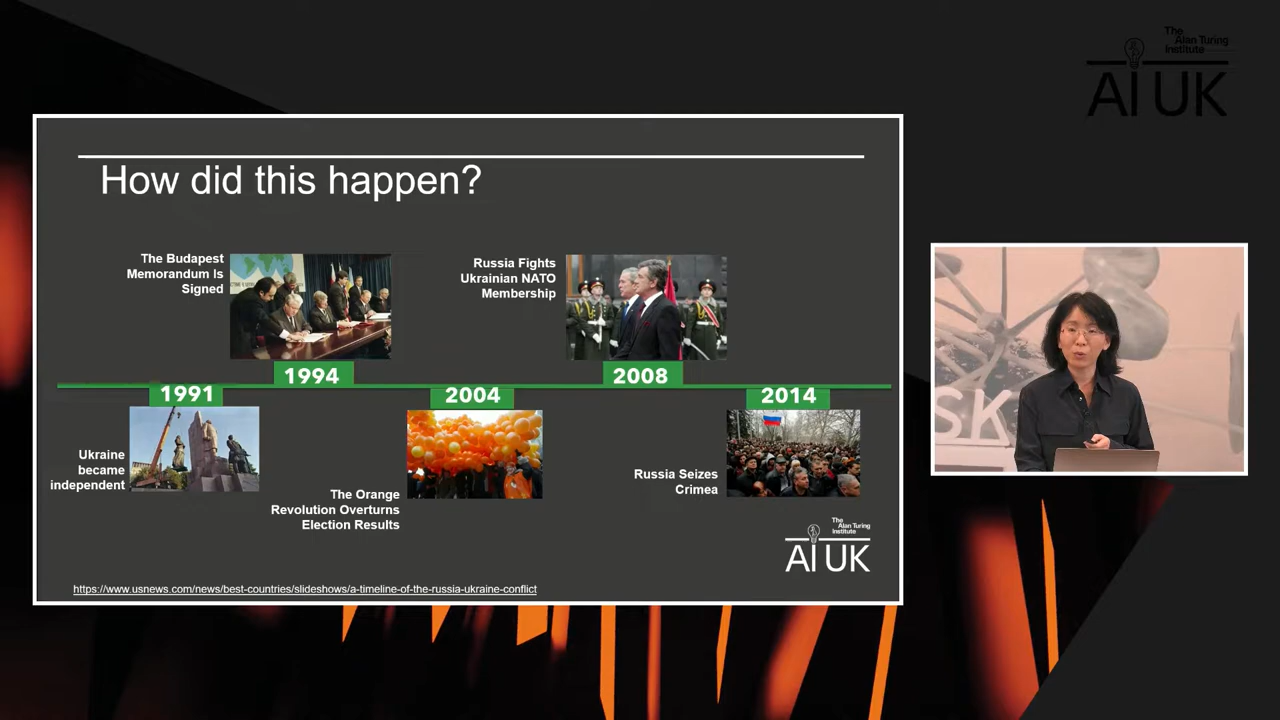 The
Alan Turing
Institute
AI UK
How did this happen?
The Budapest
Memorandum Is
Signed
Russia Fights
Ukrainian NATO
Membership
1991
1994
2004
2008
2014
Ukraine
became
independent
The Orange
Revolution Overturns
Election Results
Russia Seizes
Crimea
The
Alan Turing
Institute
AI UK
https://www.usnews.com/news/best-countries/slideshows/a-timeline-of-the-russia-ukraine-conflict
SK